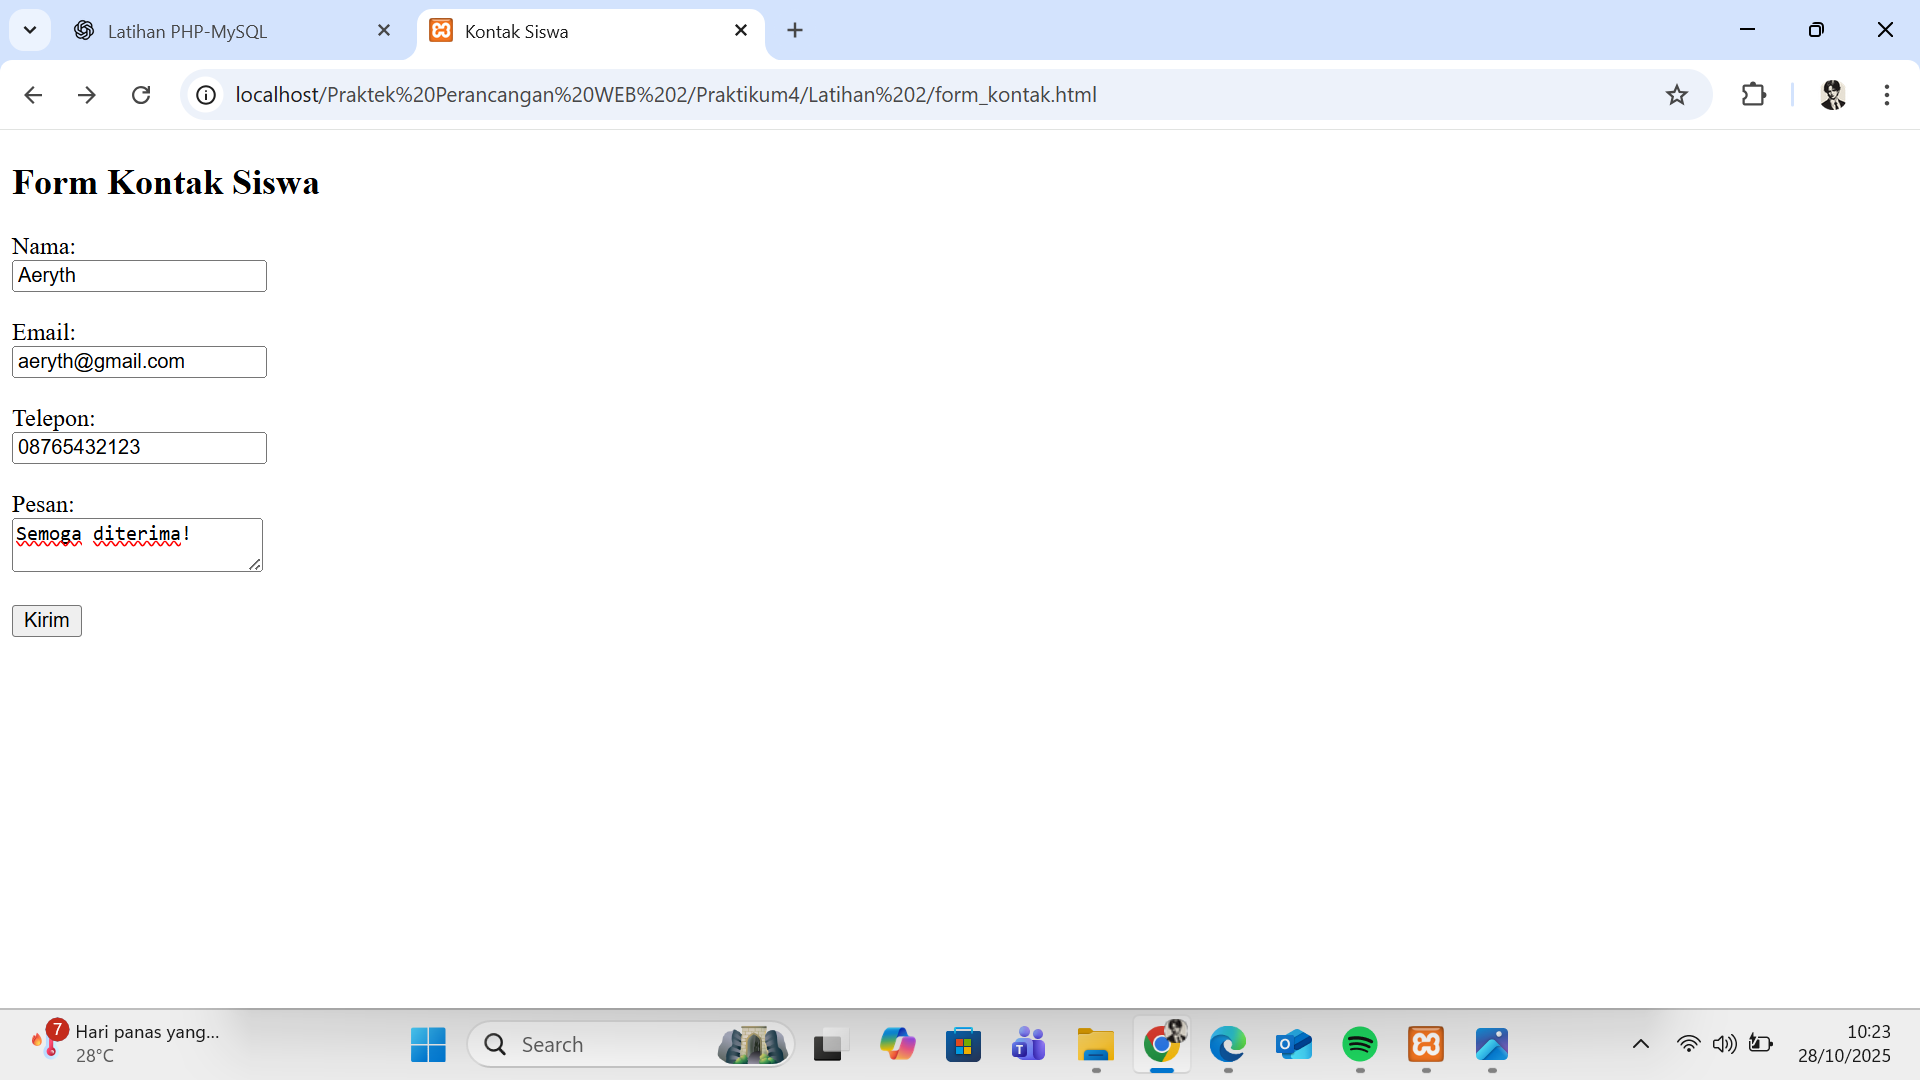 Latihan PHP-MySQL
Kontak Siswa
localhost/Praktek%20Perancangan%20WEB%202/Praktikum4/Latihan%202/form_kontak.html
Form Kontak Siswa
Nama:
Aeryth
Email:
aeryth@gmail.com
Telepon:
08765432123
Pesan:
Semoga diterima!
Kirim
7
Hari panas yang...
28°C
Search
10:23
28/10/2025